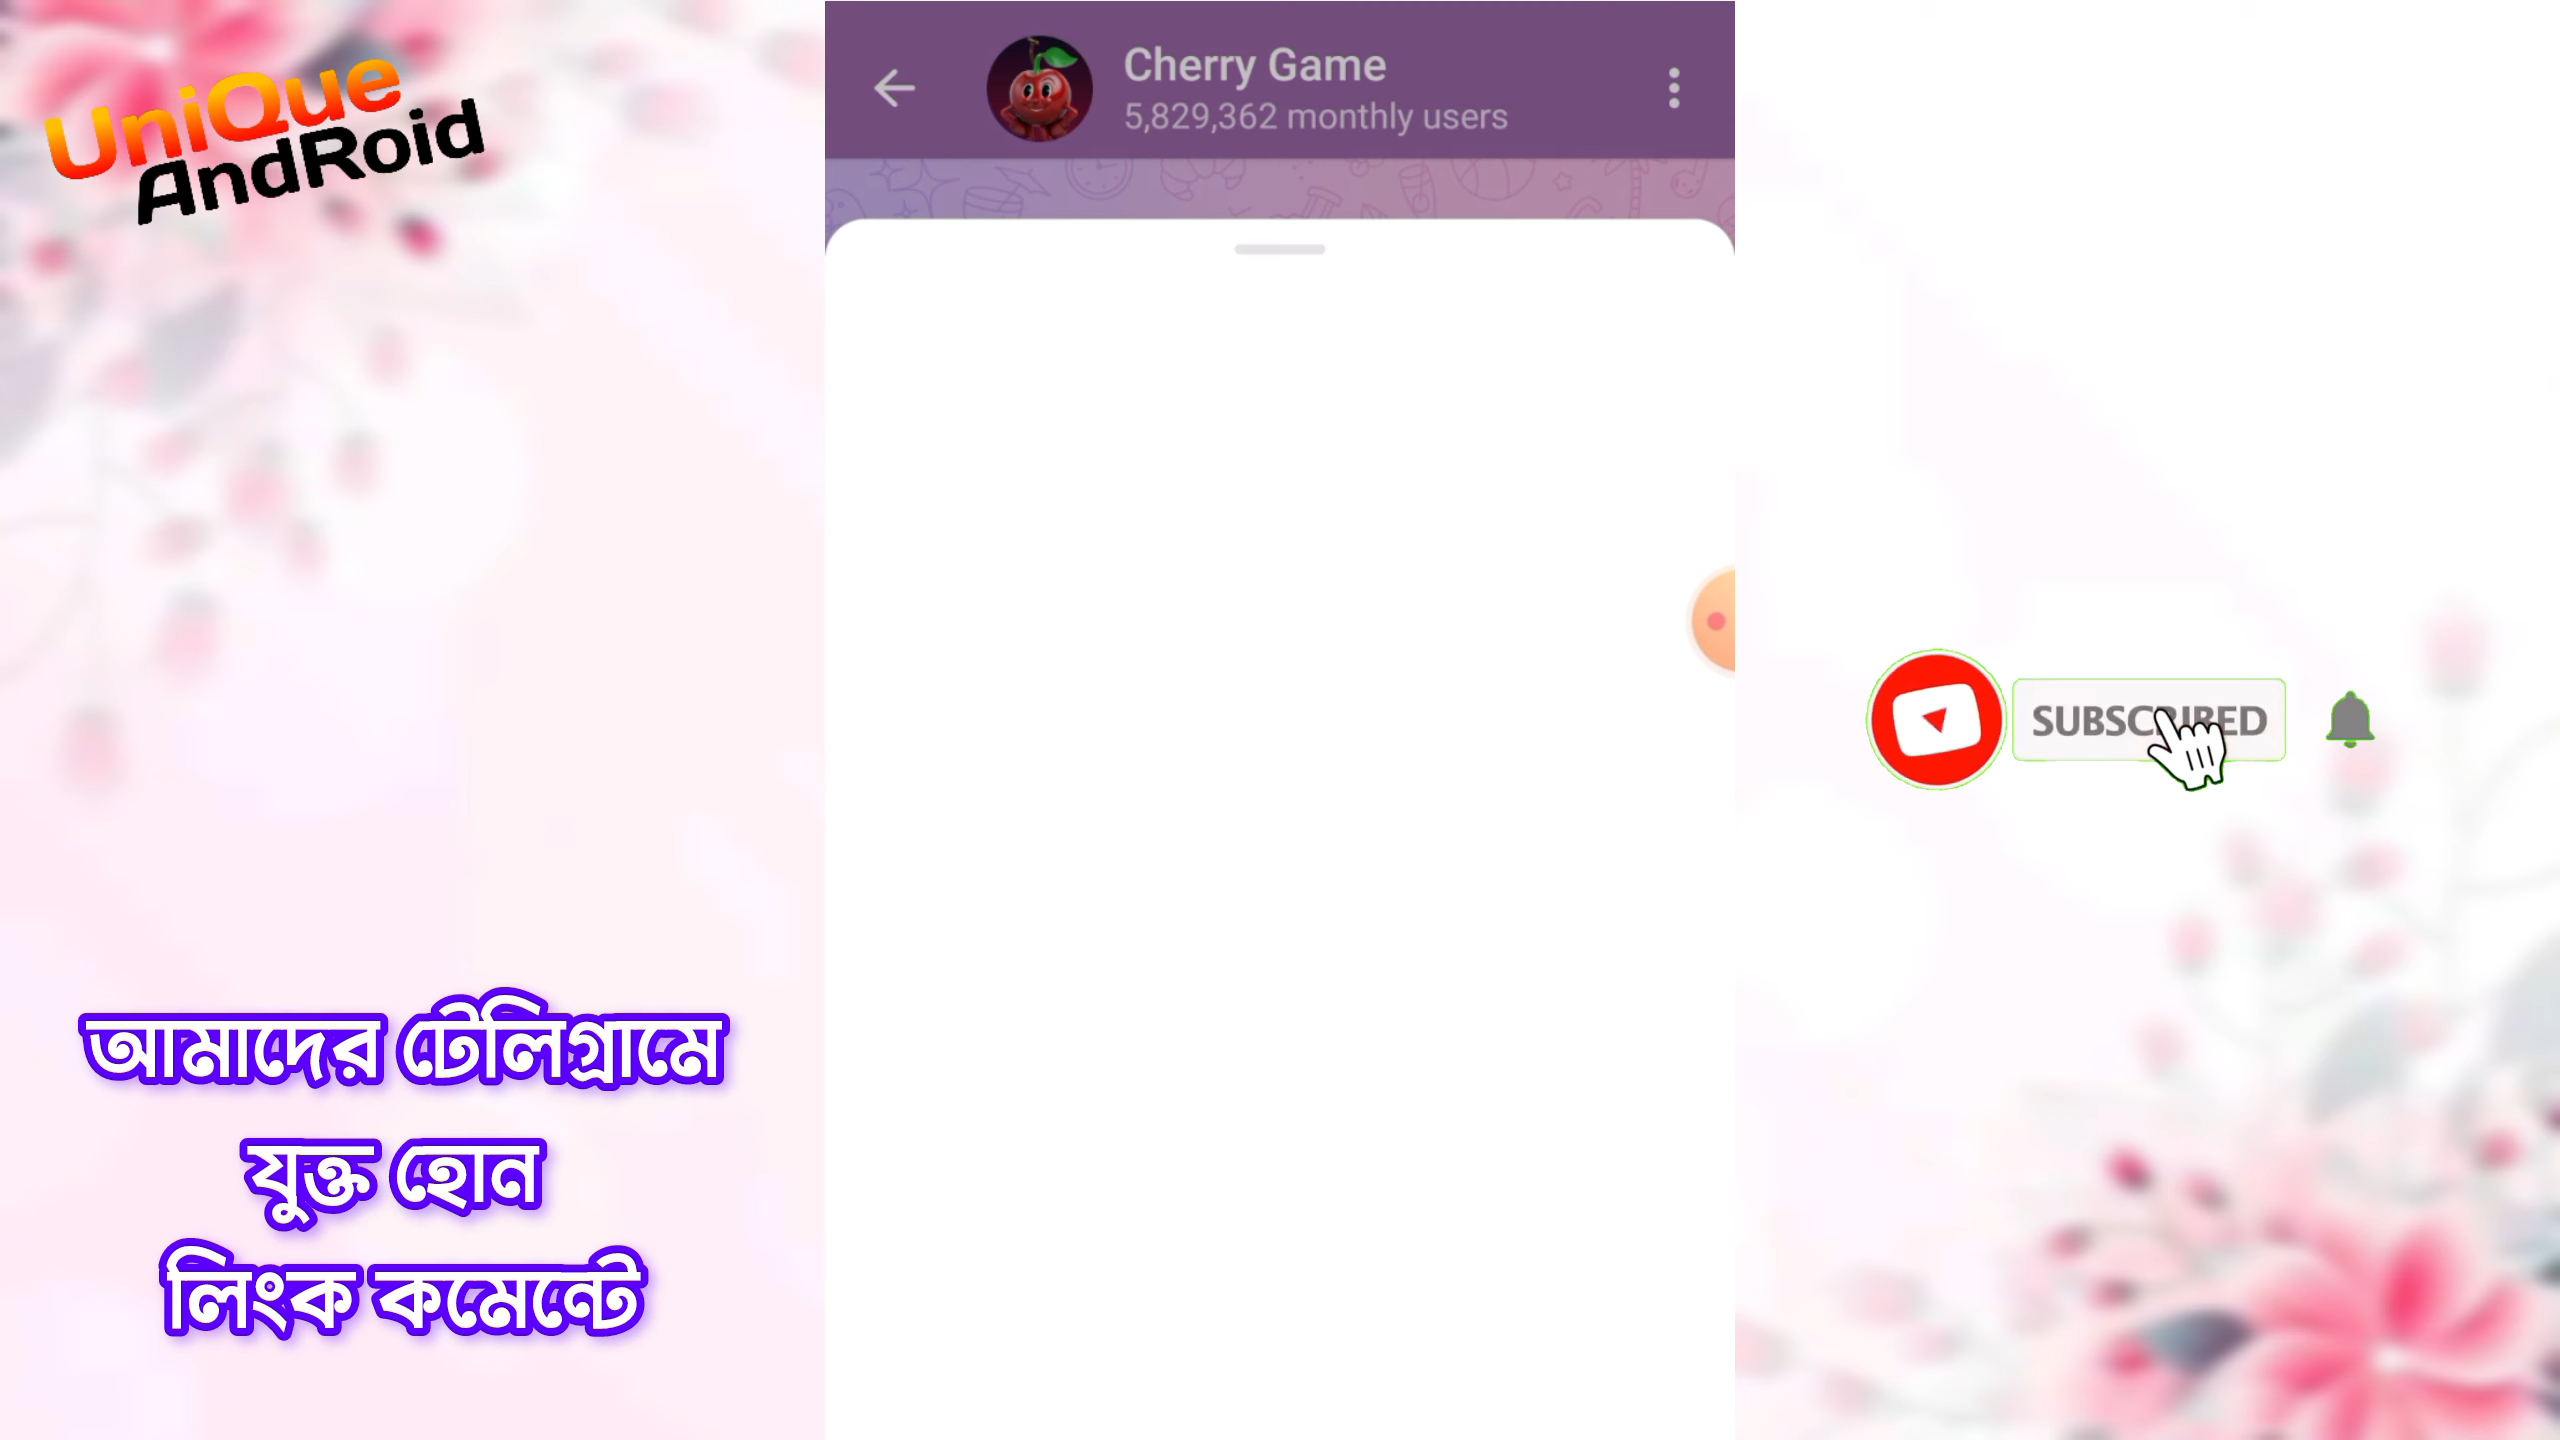 UniQue
AndRoid
Cherry Game
5,829,362 monthly users
SUBSCRIBED
আমাদের টেলিগ্রামে
যুক্ত হোন
লিংক কমেন্টে